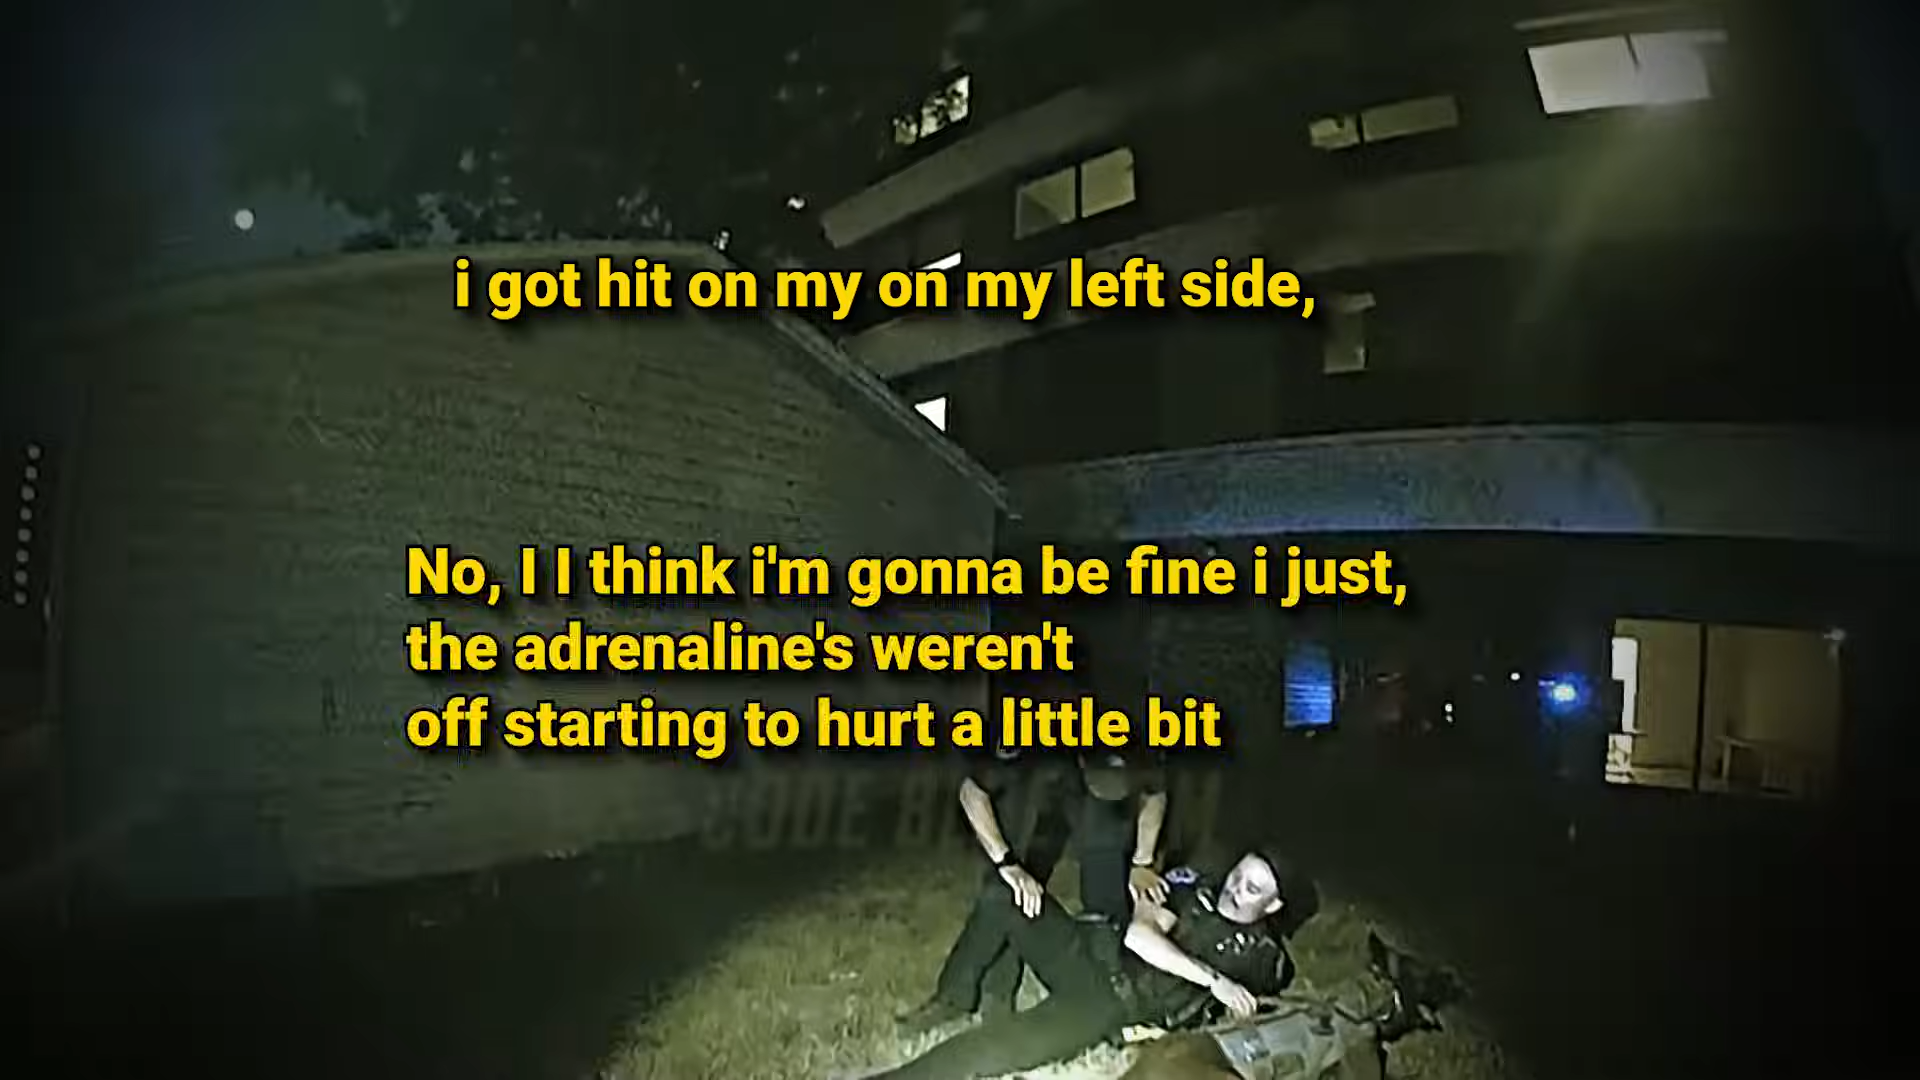 i got hit on my on my left side,
No, I I think i'm gonna be fine i just,
the adrenaline's weren't
off starting to hurt a little bit